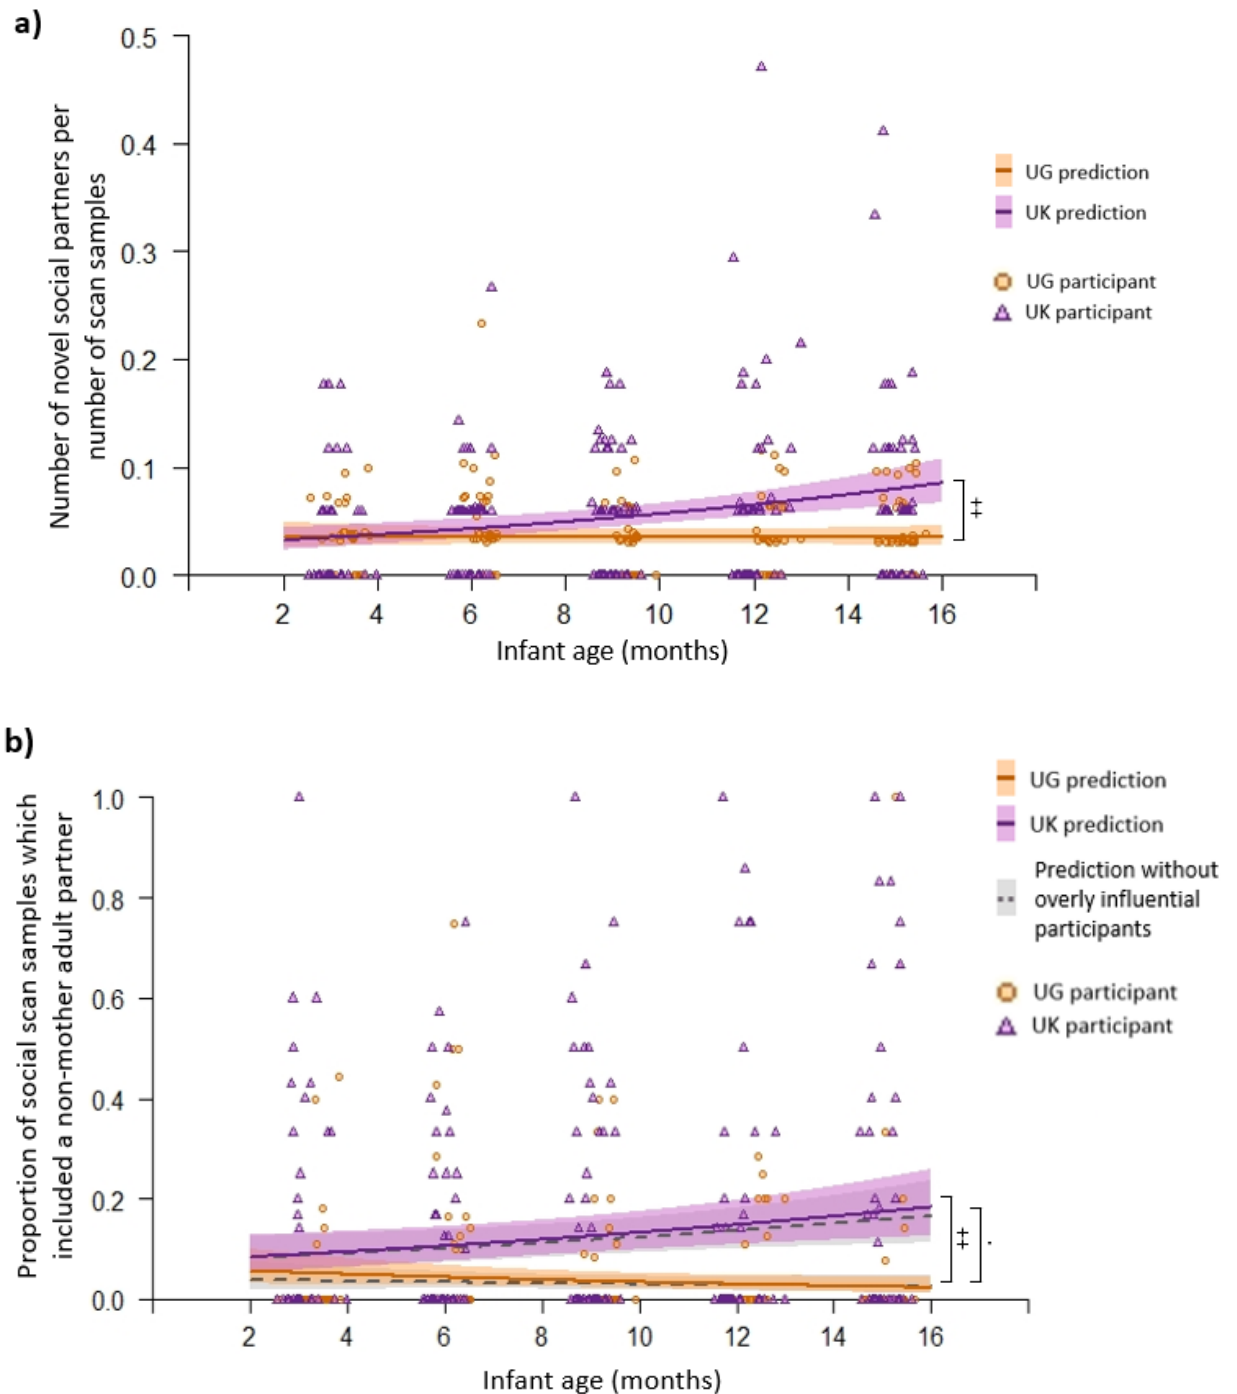 a)
Number of novel social partners per
number of scan samples
0.5
0.4
0.3
0.2
0.1
0.0
2 4 6 8 10 12 14 16
Infant age (months)
UG prediction
UK prediction
UG participant
UK participant
‡
b)
Proportion of social scan samples which
included a non-mother adult partner
1.0
0.8
0.6
0.4
0.2
0.0
2 4 6 8 10 12 14 16
Infant age (months)
UG prediction
UK prediction
Prediction without
overly influential
participants
UG participant
UK participant
‡ .